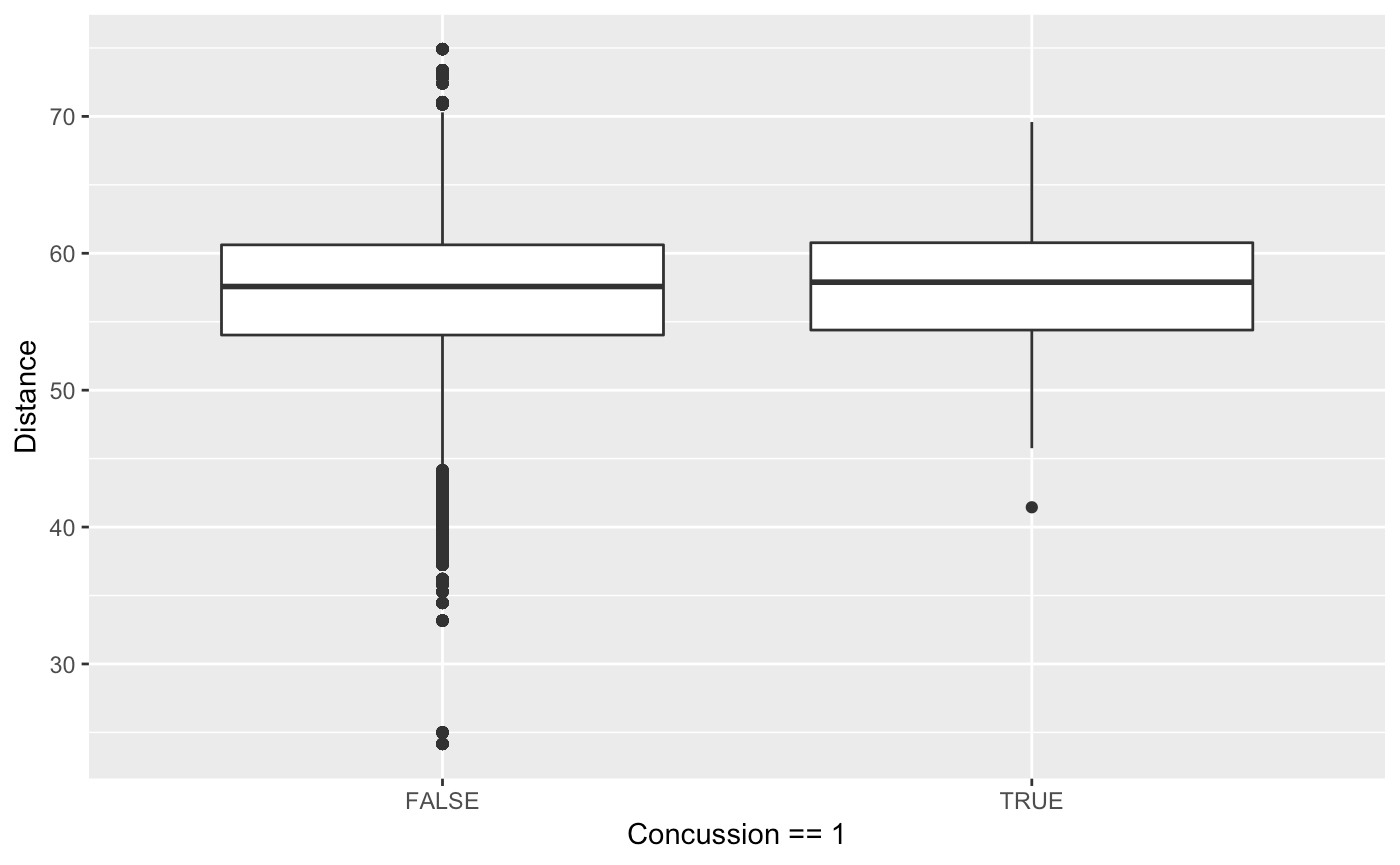 70
60
50
40
30
Distance
FALSE
TRUE
Concussion == 1